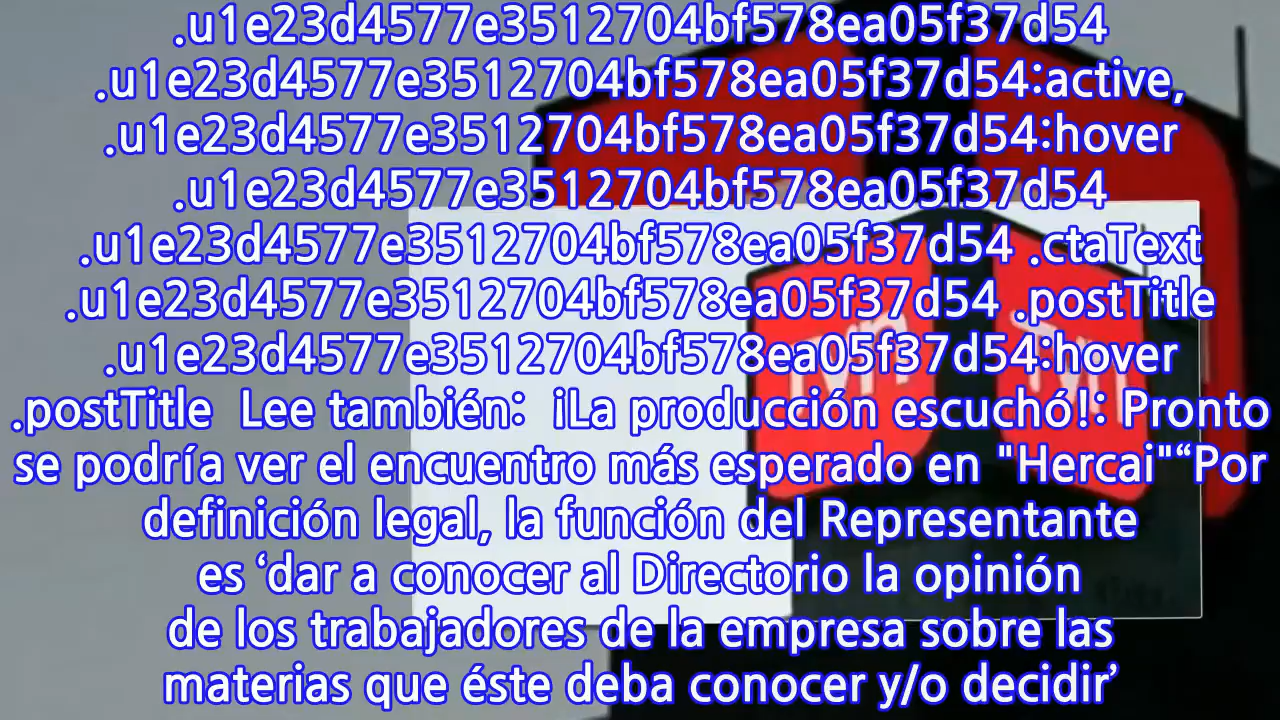 .u1e23d4577e3512704bf578ea05f37d54
.u1e23d4577e3512704bf578ea05f37d54:active,
.u1e23d4577e3512704bf578ea05f37d54:hover
.u1e23d4577e3512704bf578ea05f37d54
.u1e23d4577e3512704bf578ea05f37d54 .ctaText
.u1e23d4577e3512704bf578ea05f37d54 .postTitle
.u1e23d4577e3512704bf578ea05f37d54:hover
.postTitle  Lee también:  ¡La producción escuchó!: Pronto
se podría ver el encuentro más esperado en "Hercai"“Por
definición legal, la función del Representante
es ‘dar a conocer al Directorio la opinión
de los trabajadores de la empresa sobre las
materias que éste deba conocer y/o decidir’
tvn
tvn